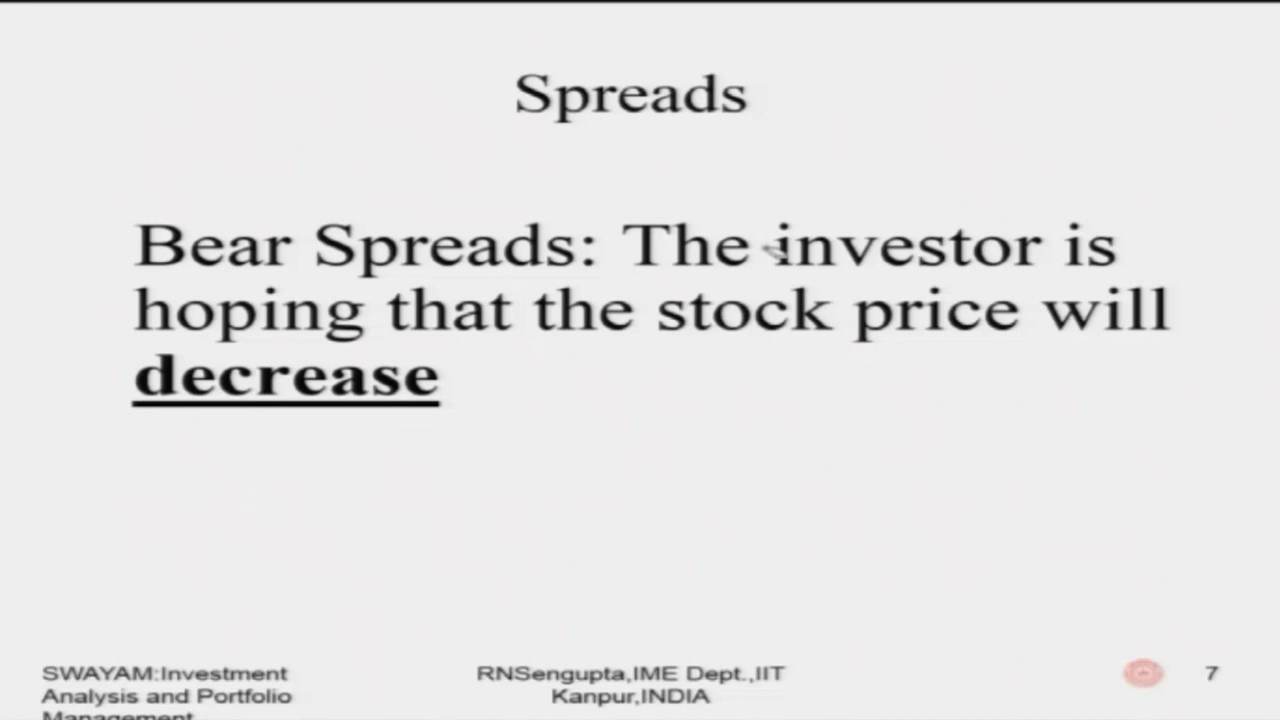 Spreads
Bear Spreads: The investor is
hoping that the stock price will
decrease
SWAYAM:Investment
Analysis and Portfolio
Management
RNSengupta,IME Dept.,IIT
Kanpur,INDIA
7